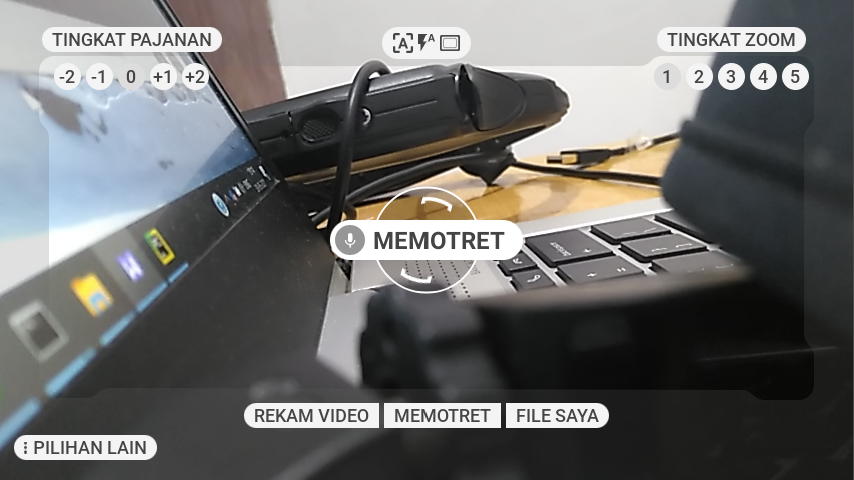 TINGKAT PAJANAN
A A
TINGKAT ZOOM
-2 -1 0 +1 +2
1 2 3 4 5
MEMOTRET
REKAM VIDEO MEMOTRET FILE SAYA
PILIHAN LAIN